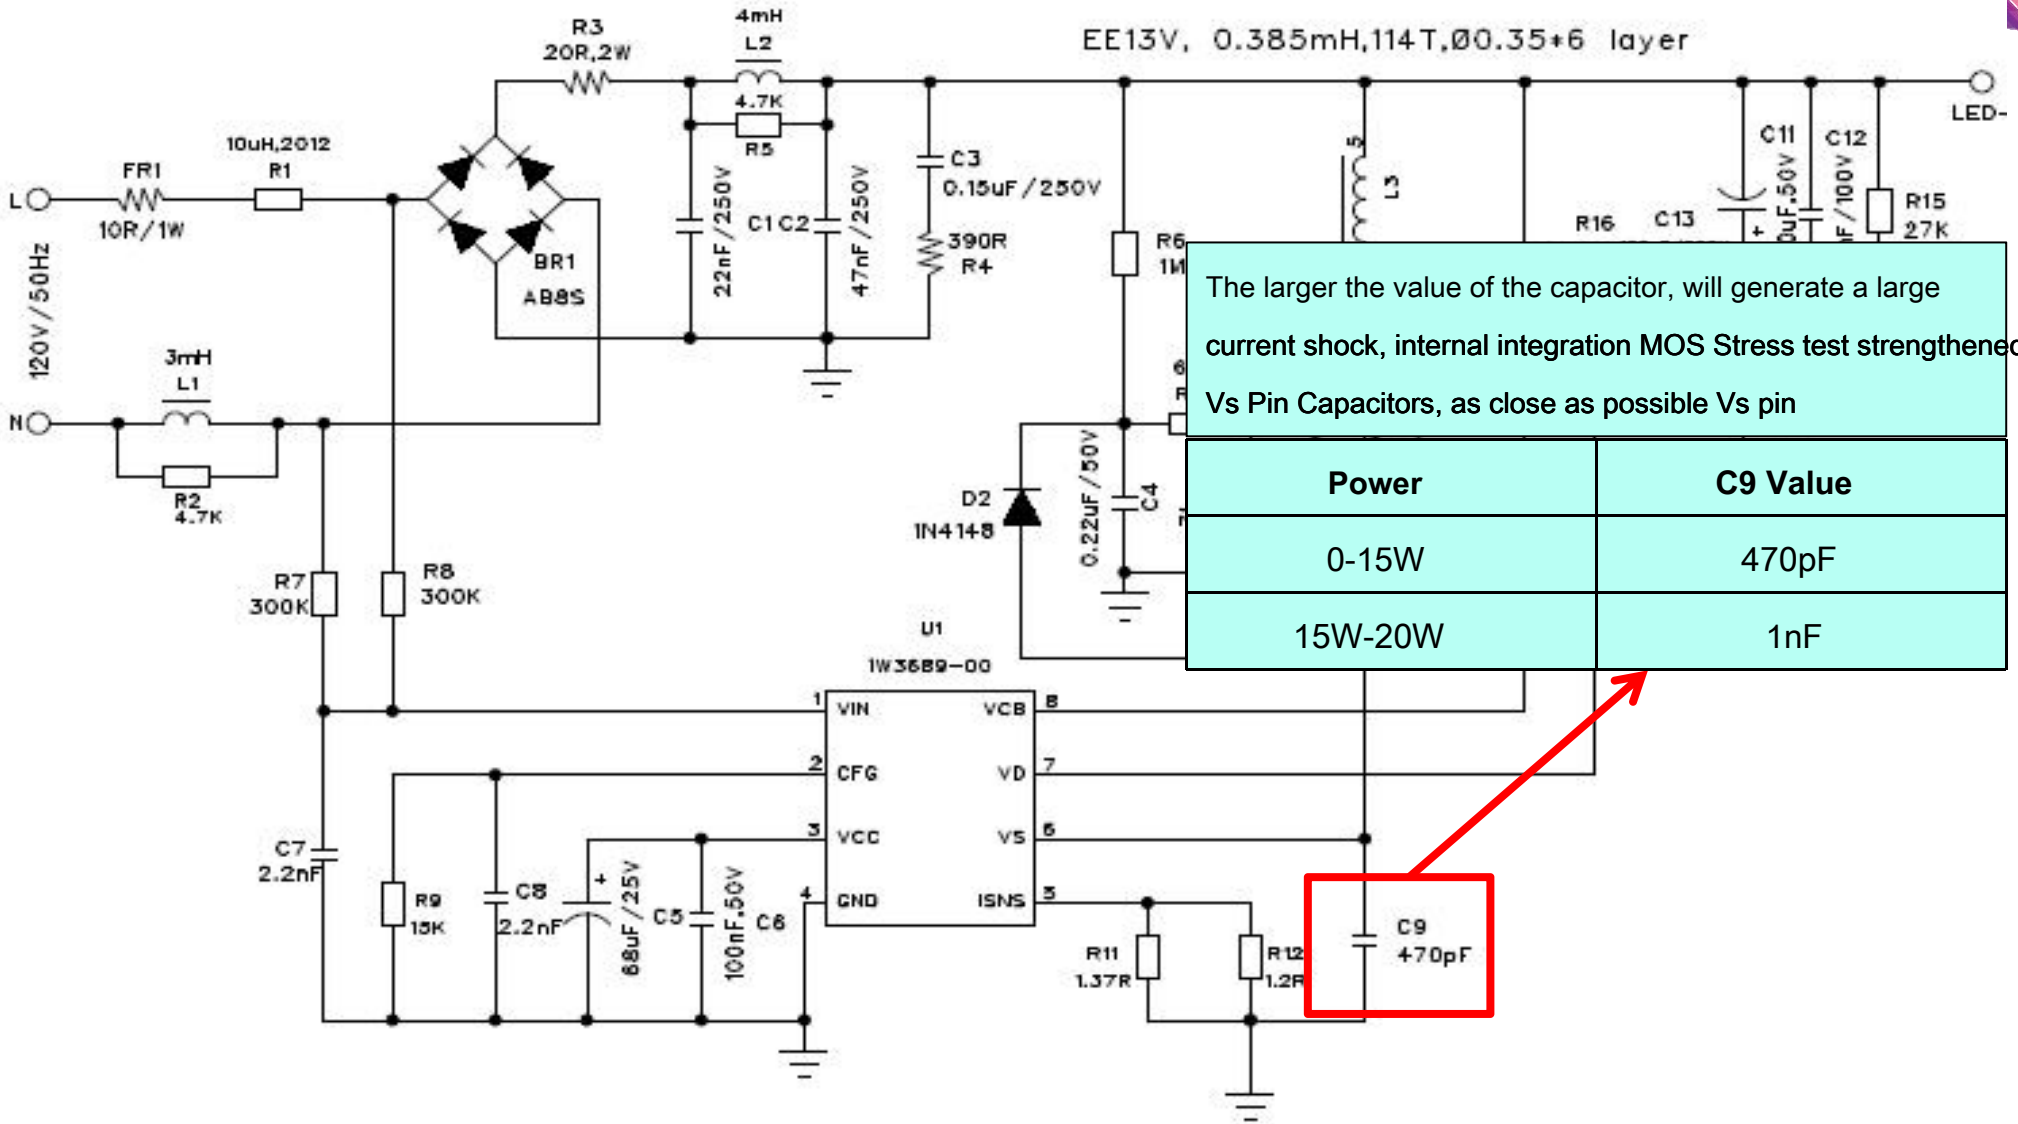 EE13V, 0.385mH,114T,Ø0.35*6 layer
4mH
L2
R3
20R,2W
4.7K
R5
LED-
10uH,2012
R1
FR1
10R/1W
L
120V/50Hz
N
3mH
L1
R2
4.7K
BR1
AB8S
22nF/250V
C1
C2
47nF/250V
C3
0.15uF/250V
390R
R4
R6
5
L3
R16
C13
C11
C12
R15
27K
The larger the value of the capacitor, will generate a large
current shock, internal integration MOS Stress test strengthened
Vs Pin Capacitors, as close as possible Vs pin
Power C9 Value
0-15W 470pF
15W-20W 1nF
D2
1N4148
0.22uF/50V
C4
R7
300K
R8
300K
U1
1W3689-00
1 VIN VCB 8
2 CFG VD 7
3 VCC VS 6
4 GND ISNS 5
C7
2.2nF
R9
15K
C8
2.2nF
+
68uF/25V
C5
100nF,50V
C6
R11
1.37R
R12
1.2R
C9
470pF